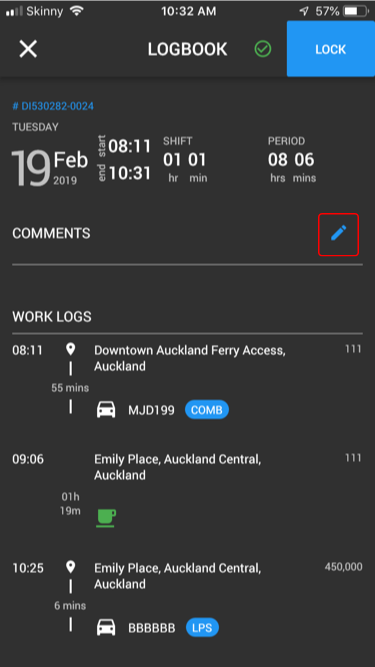 Skinny 10:32 AM 57%
LOGBOOK LOCK
# DI530282-0024
TUESDAY
19 Feb 2019
start 08:11
end 10:31
SHIFT
01 01
hr min
PERIOD
08 06
hrs mins
COMMENTS
WORK LOGS
08:11 Downtown Auckland Ferry Access, 111
Auckland
55 mins
MJD199 COMB
09:06 Emily Place, Auckland Central, 111
Auckland
01h
19m
10:25 Emily Place, Auckland Central, 450,000
Auckland
6 mins
BBBBBB LPS